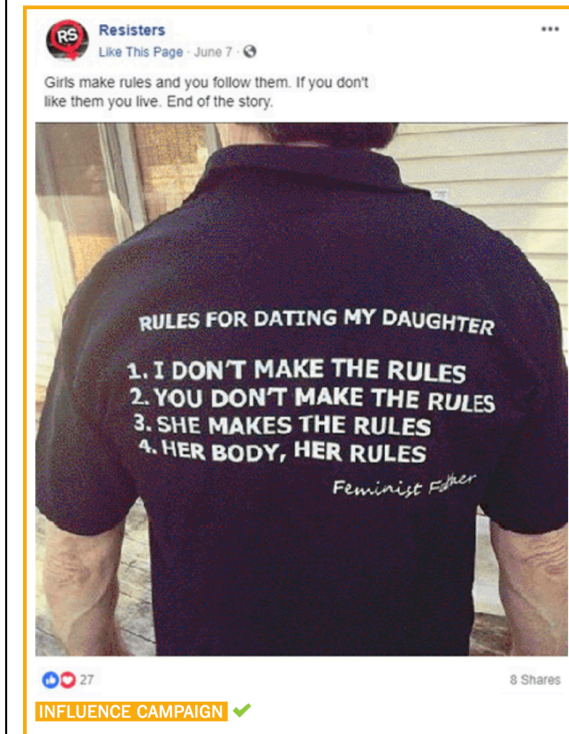 RS
Resisters
Like This Page · June 7 ·
Girls make rules and you follow them. If you don't
like them you live. End of the story.
RULES FOR DATING MY DAUGHTER
1. I DON'T MAKE THE RULES
2. YOU DON'T MAKE THE RULES
3. SHE MAKES THE RULES
4. HER BODY, HER RULES
Feminist Father
27
8 Shares
INFLUENCE CAMPAIGN